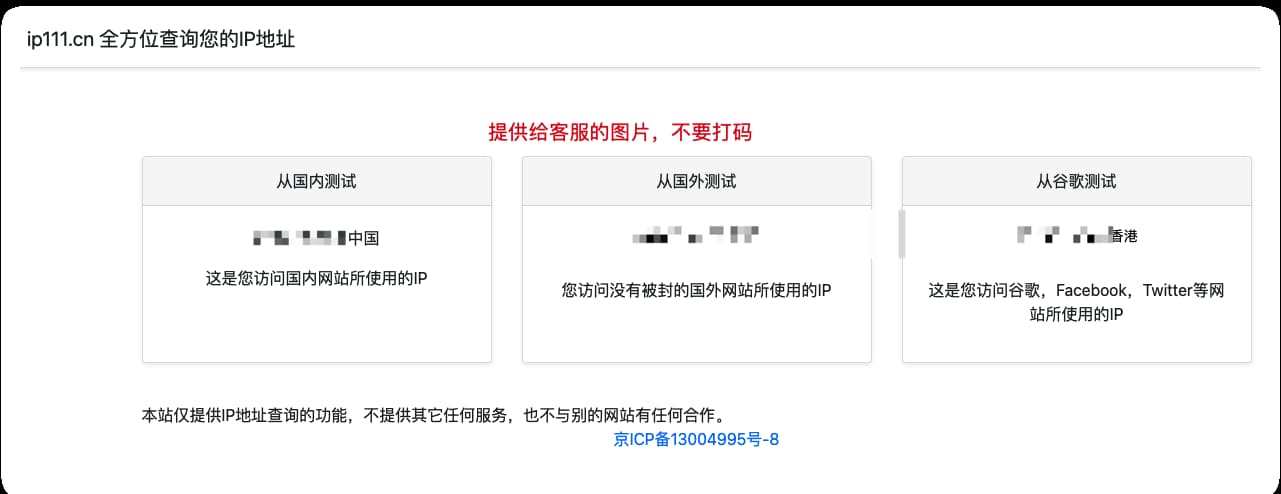 ip111.cn 全方位查询您的IP地址
提供给客服的图片，不要打码
从国内测试
中国
这是您访问国内网站所使用的IP
从国外测试
您访问没有被封的国外网站所使用的IP
从谷歌测试
香港
这是您访问谷歌，Facebook，Twitter等网
站所使用的IP
本站仅提供IP地址查询的功能，不提供其它任何服务，也不与别的网站有任何合作。
京ICP备13004995号-8